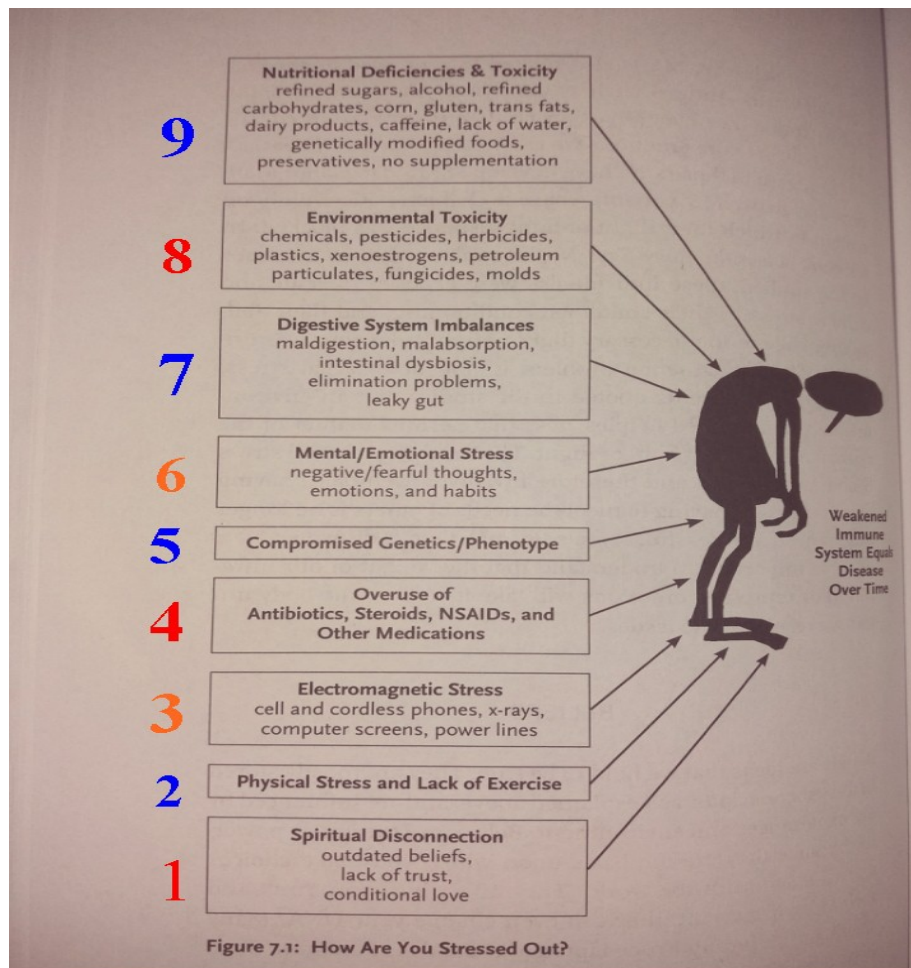 9
Nutritional Deficiencies & Toxicity
refined sugars, alcohol, refined
carbohydrates, corn, gluten, trans fats,
dairy products, caffeine, lack of water,
genetically modified foods,
preservatives, no supplementation
8
Environmental Toxicity
chemicals, pesticides, herbicides,
plastics, xenoestrogens, petroleum
particulates, fungicides, molds
7
Digestive System Imbalances
maldigestion, malabsorption,
intestinal dysbiosis,
elimination problems,
leaky gut
6
Mental/Emotional Stress
negative/fearful thoughts,
emotions, and habits
5
Compromised Genetics/Phenotype
4
Overuse of
Antibiotics, Steroids, NSAIDs, and
Other Medications
3
Electromagnetic Stress
cell and cordless phones, x-rays,
computer screens, power lines
2
Physical Stress and Lack of Exercise
1
Spiritual Disconnection
outdated beliefs,
lack of trust,
conditional love
Weakened
Immune
System Equals
Disease
Over Time
Figure 7.1: How Are You Stressed Out?